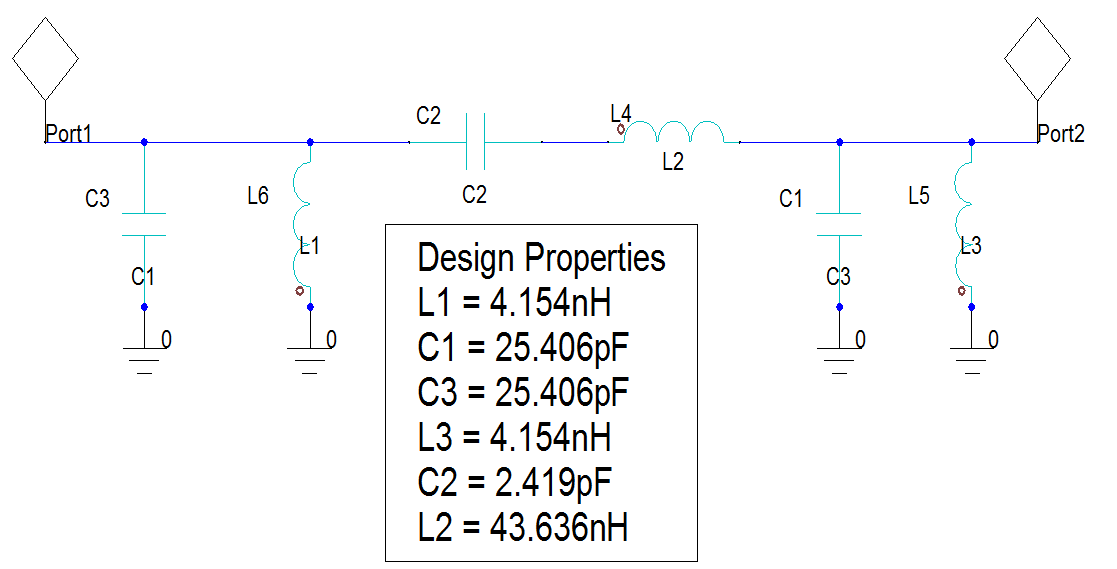 Port1
C2
L4
Port2
L2
C3
L6
C2
C1
L5
L1
L3
C1
C3
0
0
0
0
Design Properties
L1 = 4.154nH
C1 = 25.406pF
C3 = 25.406pF
L3 = 4.154nH
C2 = 2.419pF
L2 = 43.636nH